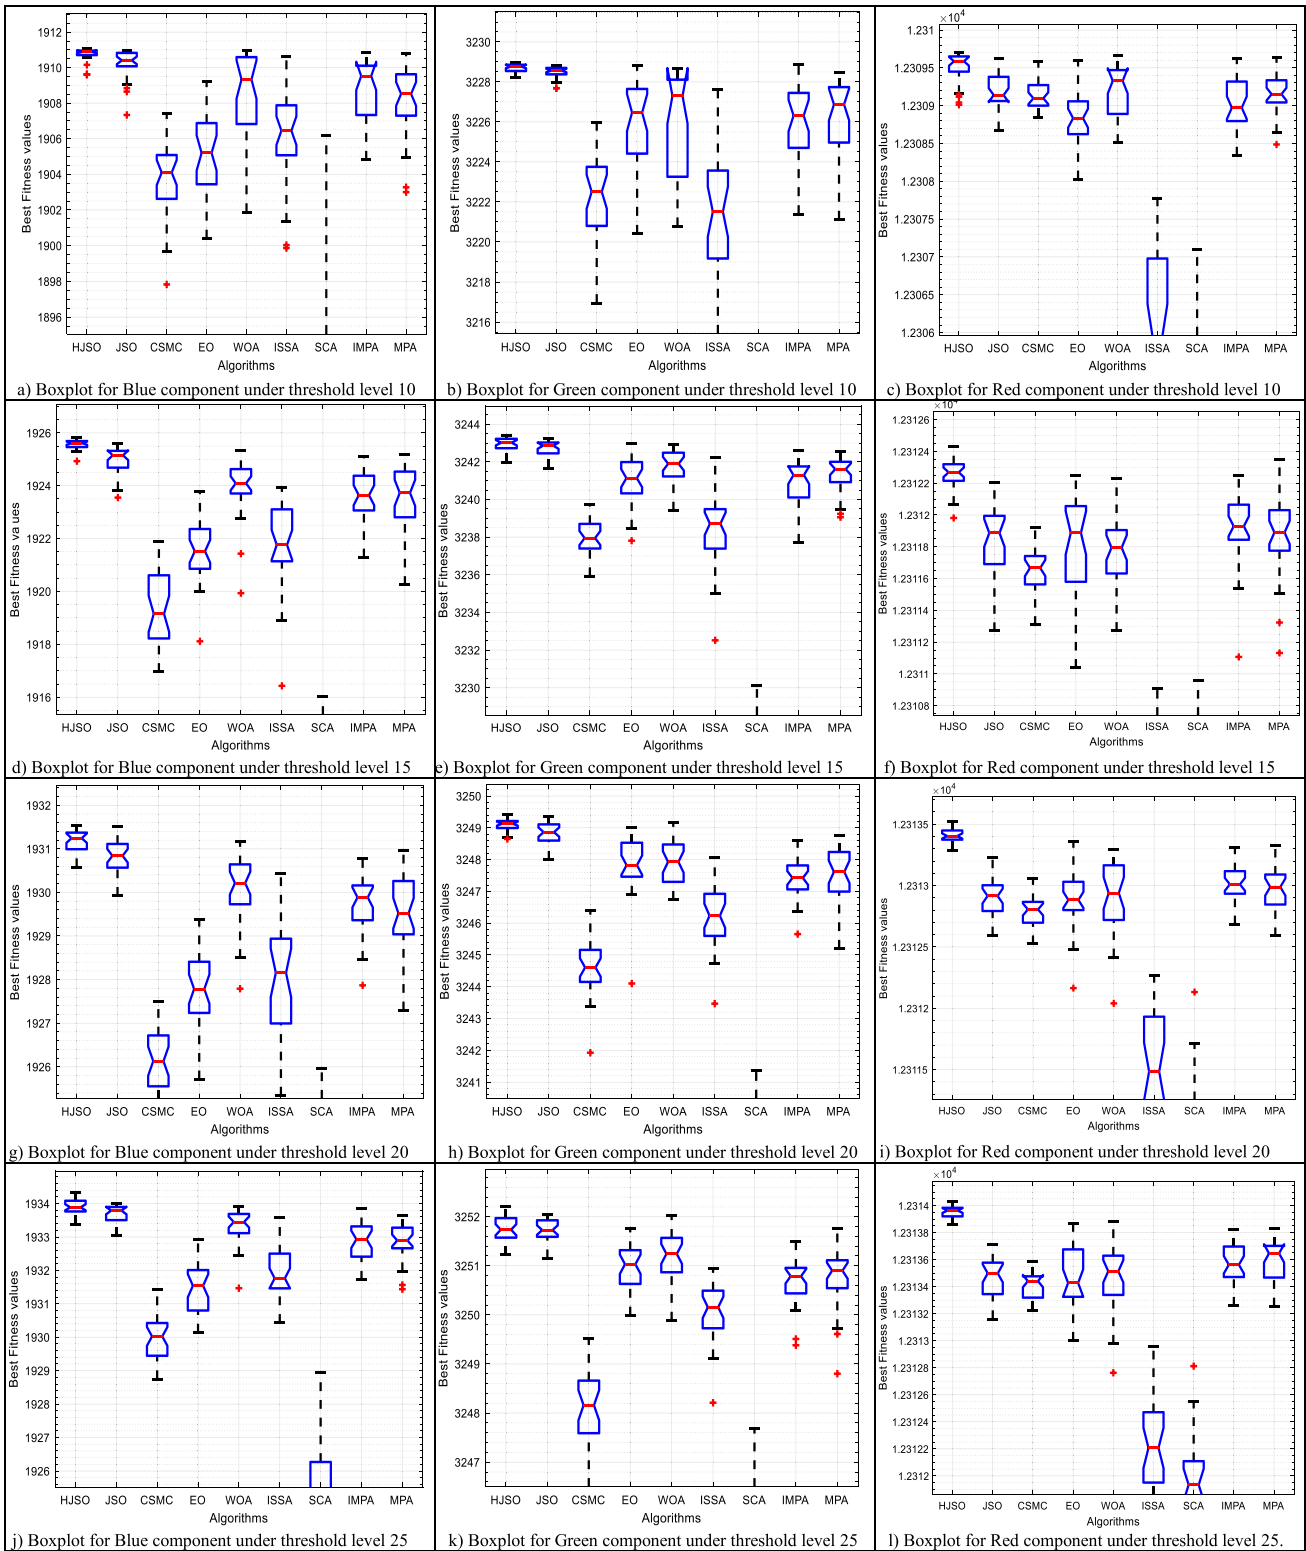 1912
1910
1908
1906
1904
1902
1900
1898
1896
Best Fitness values
HJSO JSO CSMC EO WOA ISSA SCA IMPA MPA
Algorithms
a) Boxplot for Blue component under threshold level 10
3230
3228
3226
3224
3222
3220
3218
3216
Best Fitness values
HJSO JSO CSMC EO WOA ISSA SCA IMPA MPA
Algorithms
b) Boxplot for Green component under threshold level 10
×10⁴
1.231
1.23095
1.2309
1.23085
1.2308
1.23075
1.2307
1.23065
1.2306
Best Fitness values
HJSO JSO CSMC EO WOA ISSA SCA IMPA MPA
Algorithms
c) Boxplot for Red component under threshold level 10
1926
1924
1922
1920
1918
1916
Best Fitness va ues
HJSO JSO CSMC EO WOA ISSA SCA IMPA MPA
Algorithms
d) Boxplot for Blue component under threshold level 15
3244
3242
3240
3238
3236
3234
3232
3230
Best Fitness values
HJSO JSO CSMC EO WOA ISSA SCA IMPA MPA
Algorithms
e) Boxplot for Green component under threshold level 15
×10⁴
1.23126
1.23124
1.23122
1.2312
1.23118
1.23116
1.23114
1.23112
1.2311
1.23108
Best Fitness values
HJSO JSO CSMC EO WOA ISSA SCA IMPA MPA
Algorithms
f) Boxplot for Red component under threshold level 15
1932
1931
1930
1929
1928
1927
1926
Best Fitness values
HJSO JSO CSMC EO WOA ISSA SCA IMPA MPA
Algorithms
g) Boxplot for Blue component under threshold level 20
3250
3249
3248
3247
3246
3245
3244
3243
3242
3241
Best Fitness values
HJSO JSO CSMC EO WOA ISSA SCA IMPA MPA
Algorithms
h) Boxplot for Green component under threshold level 20
×10⁴
1.23135
1.2313
1.23125
1.2312
1.23115
Best Fitness values
HJSO JSO CSMC EO WOA ISSA SCA IMPA MPA
Algorithms
i) Boxplot for Red component under threshold level 20
1934
1933
1932
1931
1930
1929
1928
1927
1926
Best Fitness values
HJSO JSO CSMC EO WOA ISSA SCA IMPA MPA
Algorithms
j) Boxplot for Blue component under threshold level 25
3252
3251
3250
3249
3248
3247
Best Fitness values
HJSO JSO CSMC EO WOA ISSA SCA IMPA MPA
Algorithms
k) Boxplot for Green component under threshold level 25
×10⁴
1.2314
1.23138
1.23136
1.23134
1.23132
1.2313
1.23128
1.23126
1.23124
1.23122
1.2312
Best Fitness values
HJSO JSO CSMC EO WOA ISSA SCA IMPA MPA
Algorithms
l) Boxplot for Red component under threshold level 25.